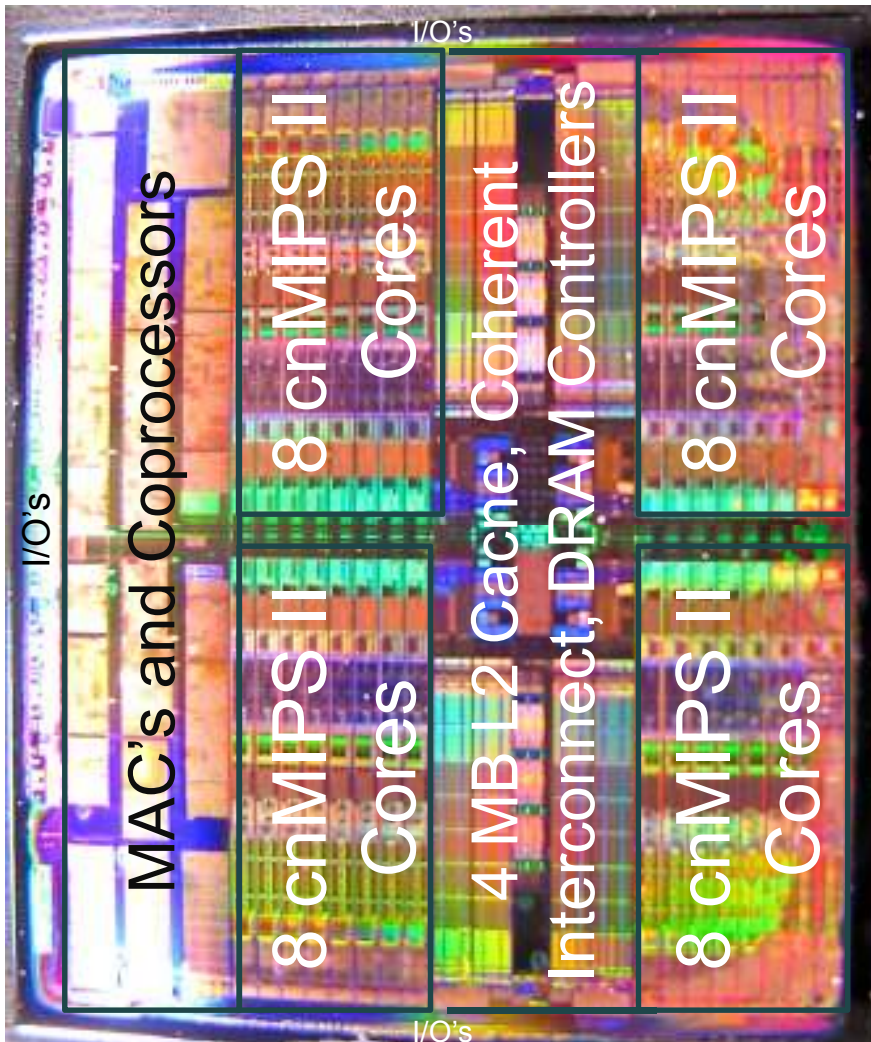 I/O's
I/O's
MAC's and Coprocessors
8 cnMIPS II
Cores
8 cnMIPS II
Cores
4 MB L2 Cache, Coherent
Interconnect, DRAM Controllers
8 cnMIPS II
Cores
8 cnMIPS II
Cores
I/O's